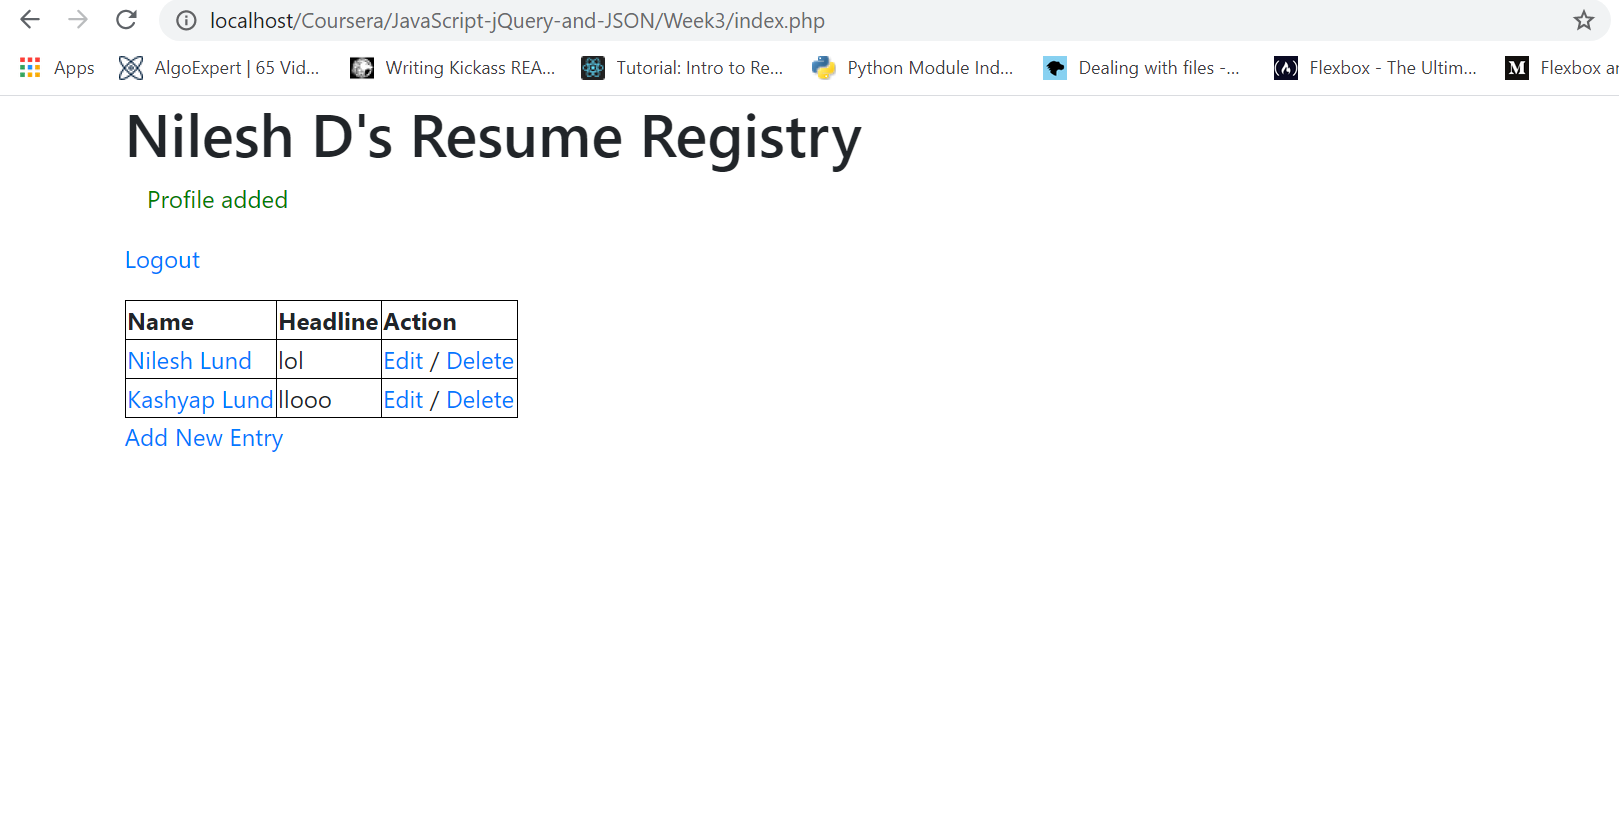 localhost/Coursera/JavaScript-jQuery-and-JSON/Week3/index.php
Apps AlgoExpert | 65 Vid... Writing Kickass REA... Tutorial: Intro to Re... Python Module Ind... Dealing with files -... Flexbox - The Ultim... Flexbox a
Nilesh D's Resume Registry
Profile added
Logout
Name Headline Action
Nilesh Lund lol Edit / Delete
Kashyap Lund llooo Edit / Delete
Add New Entry